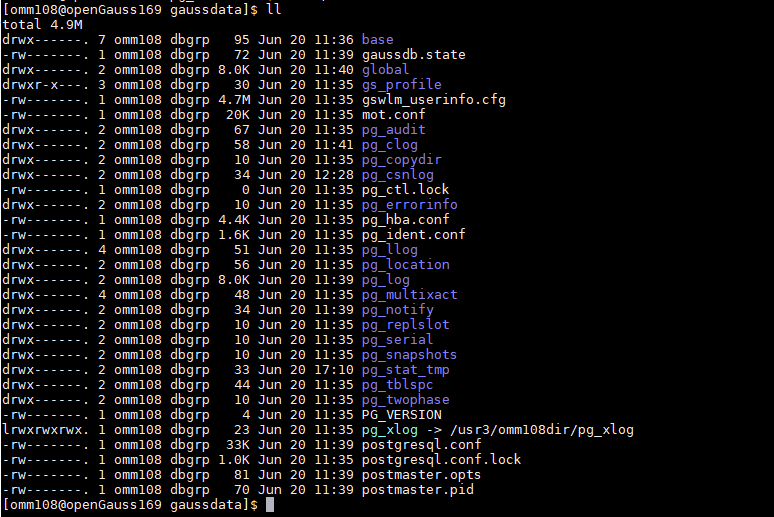 [omm108@openGauss169 gaussdata]$ ll
total 4.9M
drwx------. 7 omm108 dbgrp   95 Jun 20 11:36 base
-rw-------. 1 omm108 dbgrp   72 Jun 20 11:39 gaussdb.state
drwx------. 2 omm108 dbgrp 8.0K Jun 20 11:40 global
drwxr-x---. 3 omm108 dbgrp   30 Jun 20 11:35 gs_profile
-rw-------. 1 omm108 dbgrp 4.7M Jun 20 11:35 gswlm_userinfo.cfg
-rw-------. 1 omm108 dbgrp  20K Jun 20 11:35 mot.conf
drwx------. 2 omm108 dbgrp   67 Jun 20 11:35 pg_audit
drwx------. 2 omm108 dbgrp   58 Jun 20 11:41 pg_clog
drwx------. 2 omm108 dbgrp   10 Jun 20 11:35 pg_copydir
drwx------. 2 omm108 dbgrp   34 Jun 20 12:28 pg_csnlog
-rw-------. 1 omm108 dbgrp    0 Jun 20 11:35 pg_ctl.lock
drwx------. 2 omm108 dbgrp   10 Jun 20 11:35 pg_errorinfo
-rw-------. 1 omm108 dbgrp 4.4K Jun 20 11:35 pg_hba.conf
-rw-------. 1 omm108 dbgrp 1.6K Jun 20 11:35 pg_ident.conf
drwx------. 4 omm108 dbgrp   51 Jun 20 11:35 pg_llog
drwx------. 2 omm108 dbgrp   56 Jun 20 11:35 pg_location
drwx------. 2 omm108 dbgrp 8.0K Jun 20 11:39 pg_log
drwx------. 4 omm108 dbgrp   48 Jun 20 11:35 pg_multixact
drwx------. 2 omm108 dbgrp   34 Jun 20 11:39 pg_notify
drwx------. 2 omm108 dbgrp   10 Jun 20 11:35 pg_replslot
drwx------. 2 omm108 dbgrp   10 Jun 20 11:35 pg_serial
drwx------. 2 omm108 dbgrp   10 Jun 20 11:35 pg_snapshots
drwx------. 2 omm108 dbgrp   33 Jun 20 17:10 pg_stat_tmp
drwx------. 2 omm108 dbgrp   44 Jun 20 11:35 pg_tblspc
drwx------. 2 omm108 dbgrp   10 Jun 20 11:35 pg_twophase
-rw-------. 1 omm108 dbgrp    4 Jun 20 11:35 PG_VERSION
lrwxrwxrwx. 1 omm108 dbgrp   23 Jun 20 11:35 pg_xlog -> /usr3/omm108dir/pg_xlog
-rw-------. 1 omm108 dbgrp  33K Jun 20 11:39 postgresql.conf
-rw-------. 1 omm108 dbgrp 1.0K Jun 20 11:35 postgresql.conf.lock
-rw-------. 1 omm108 dbgrp   81 Jun 20 11:39 postmaster.opts
-rw-------. 1 omm108 dbgrp   70 Jun 20 11:39 postmaster.pid
[omm108@openGauss169 gaussdata]$